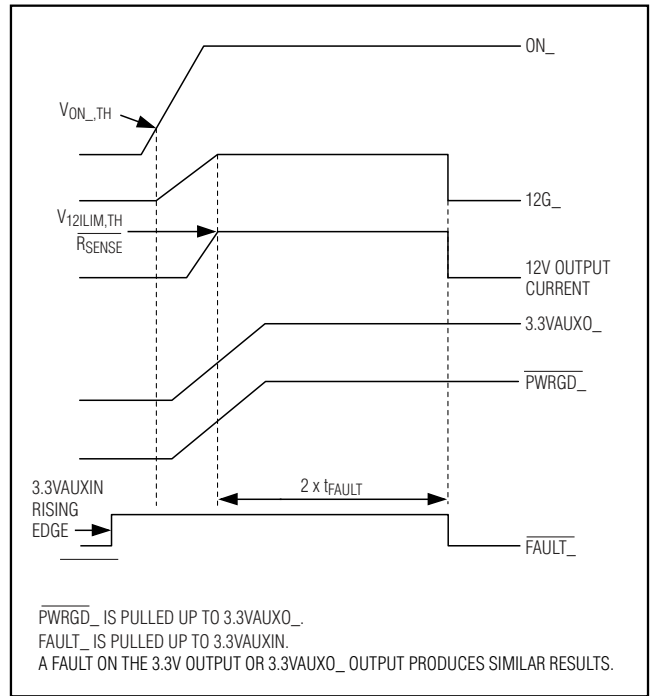 ON_
VON_,TH
12G_
V12ILIM,TH
RSENSE
12V OUTPUT
CURRENT
3.3VAUXO_
PWRGD_
3.3VAUXIN
RISING
EDGE
2 x tFAULT
FAULT_
PWRGD_ IS PULLED UP TO 3.3VAUXO_.
FAULT_ IS PULLED UP TO 3.3VAUXIN.
A FAULT ON THE 3.3V OUTPUT OR 3.3VAUXO_ OUTPUT PRODUCES SIMILAR RESULTS.